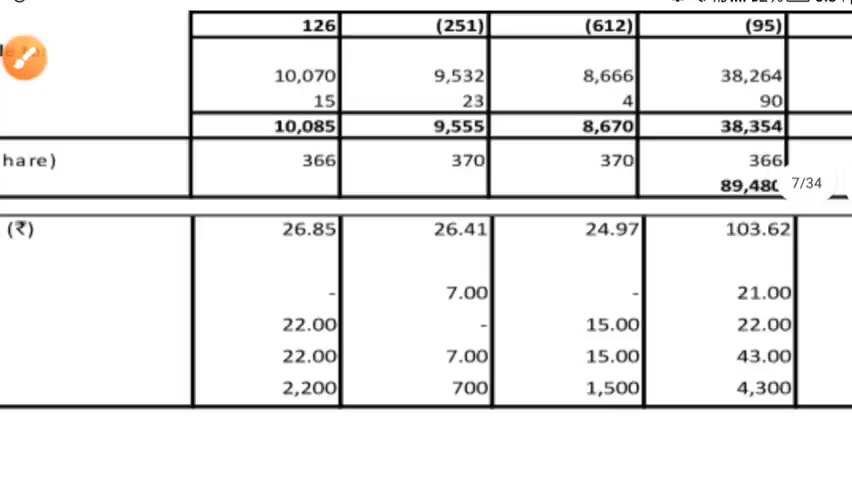 126 (251) (612) (95)
10,070 9,532 8,666 38,264
15 23 4 90
10,085 9,555 8,670 38,354
hare) 366 370 370 366
89,480
7/34
(₹) 26.85 26.41 24.97 103.62
- 7.00 - 21.00
22.00 - 15.00 22.00
22.00 7.00 15.00 43.00
2,200 700 1,500 4,300